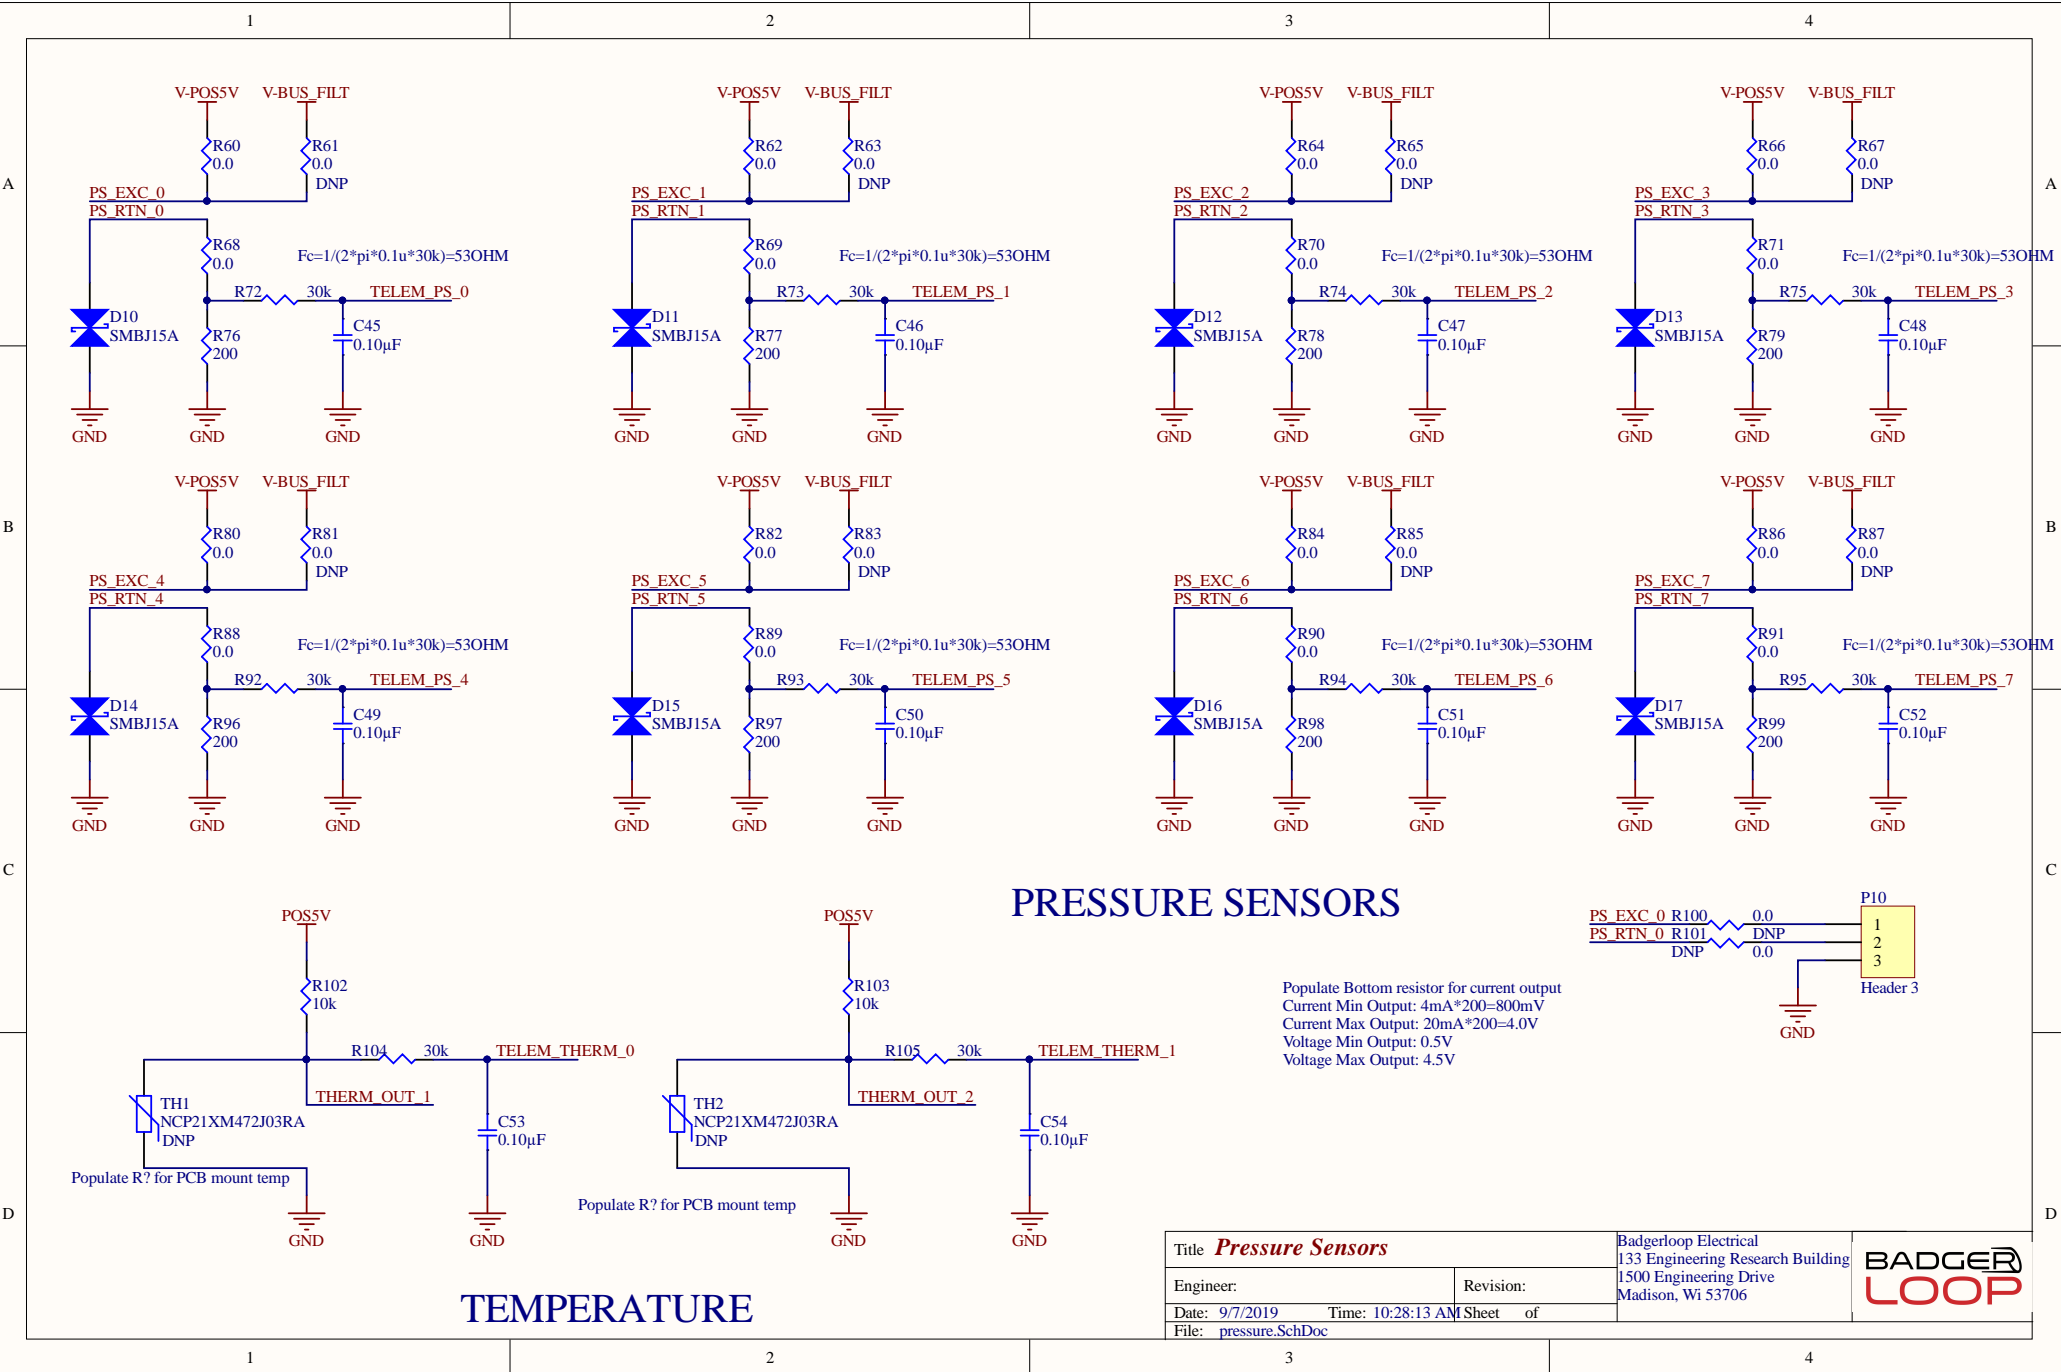 1 2 3 4
A A
B B
C C
D D
V-POS5V V-BUS_FILT
R60 0.0
R61 0.0 DNP
PS_EXC_0
PS_RTN_0
R68 0.0
Fc=1/(2*pi*0.1u*30k)=53OHM
R72 30k TELEM_PS_0
D10 SMBJ15A
R76 200
C45 0.10µF
GND GND GND
V-POS5V V-BUS_FILT
R62 0.0
R63 0.0 DNP
PS_EXC_1
PS_RTN_1
R69 0.0
Fc=1/(2*pi*0.1u*30k)=53OHM
R73 30k TELEM_PS_1
D11 SMBJ15A
R77 200
C46 0.10µF
GND GND GND
V-POS5V V-BUS_FILT
R64 0.0
R65 0.0 DNP
PS_EXC_2
PS_RTN_2
R70 0.0
Fc=1/(2*pi*0.1u*30k)=53OHM
R74 30k TELEM_PS_2
D12 SMBJ15A
R78 200
C47 0.10µF
GND GND GND
V-POS5V V-BUS_FILT
R66 0.0
R67 0.0 DNP
PS_EXC_3
PS_RTN_3
R71 0.0
Fc=1/(2*pi*0.1u*30k)=53OHM
R75 30k TELEM_PS_3
D13 SMBJ15A
R79 200
C48 0.10µF
GND GND GND
V-POS5V V-BUS_FILT
R80 0.0
R81 0.0 DNP
PS_EXC_4
PS_RTN_4
R88 0.0
Fc=1/(2*pi*0.1u*30k)=53OHM
R92 30k TELEM_PS_4
D14 SMBJ15A
R96 200
C49 0.10µF
GND GND GND
V-POS5V V-BUS_FILT
R82 0.0
R83 0.0 DNP
PS_EXC_5
PS_RTN_5
R89 0.0
Fc=1/(2*pi*0.1u*30k)=53OHM
R93 30k TELEM_PS_5
D15 SMBJ15A
R97 200
C50 0.10µF
GND GND GND
V-POS5V V-BUS_FILT
R84 0.0
R85 0.0 DNP
PS_EXC_6
PS_RTN_6
R90 0.0
Fc=1/(2*pi*0.1u*30k)=53OHM
R94 30k TELEM_PS_6
D16 SMBJ15A
R98 200
C51 0.10µF
GND GND GND
V-POS5V V-BUS_FILT
R86 0.0
R87 0.0 DNP
PS_EXC_7
PS_RTN_7
R91 0.0
Fc=1/(2*pi*0.1u*30k)=53OHM
R95 30k TELEM_PS_7
D17 SMBJ15A
R99 200
C52 0.10µF
GND GND GND
PRESSURE SENSORS
P10
PS_EXC_0 R100 0.0 1
PS_RTN_0 R101 DNP 2
DNP 0.0 3
Header 3
GND
Populate Bottom resistor for current output
Current Min Output: 4mA*200=800mV
Current Max Output: 20mA*200=4.0V
Voltage Min Output: 0.5V
Voltage Max Output: 4.5V
POS5V
R102 10k
R104 30k TELEM_THERM_0
THERM_OUT_1
TH1
NCP21XM472J03RA
DNP
C53 0.10µF
Populate R? for PCB mount temp
GND GND
POS5V
R103 10k
R105 30k TELEM_THERM_1
THERM_OUT_2
TH2
NCP21XM472J03RA
DNP
C54 0.10µF
Populate R? for PCB mount temp
GND GND
TEMPERATURE
Title Pressure Sensors
Engineer: Revision:
Date: 9/7/2019 Time: 10:28:13 AM Sheet of
File: pressure.SchDoc
Badgerloop Electrical
133 Engineering Research Building
1500 Engineering Drive
Madison, Wi 53706
BADGER
LOOP
1 2 3 4